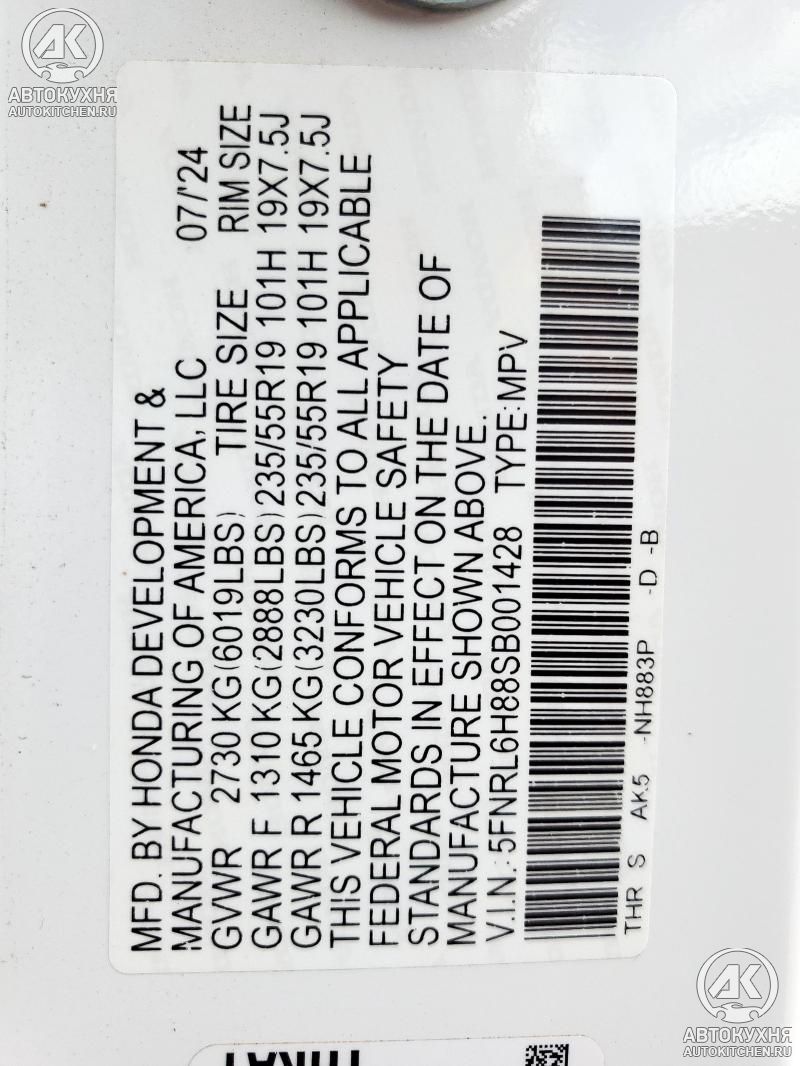 AK
АВТОКУХНЯ
AUTOKITCHEN.RU
MFD. BY HONDA DEVELOPMENT &
MANUFACTURING OF AMERICA, LLC 07/'24
GVWR 2730 KG(6019LBS) TIRE SIZE RIM SIZE
GAWR F 1310 KG(2888LBS)235/55R19 101H 19X7.5J
GAWR R 1465 KG(3230LBS)235/55R19 101H 19X7.5J
THIS VEHICLE CONFORMS TO ALL APPLICABLE
FEDERAL MOTOR VEHICLE SAFETY
STANDARDS IN EFFECT ON THE DATE OF
MANUFACTURE SHOWN ABOVE.
V.I.N.: 5FNRL6H88SB001428 TYPE:MPV
THR S AK5 -NH883P -D -B
AK
АВТОКУХНЯ
AUTOKITCHEN.RU